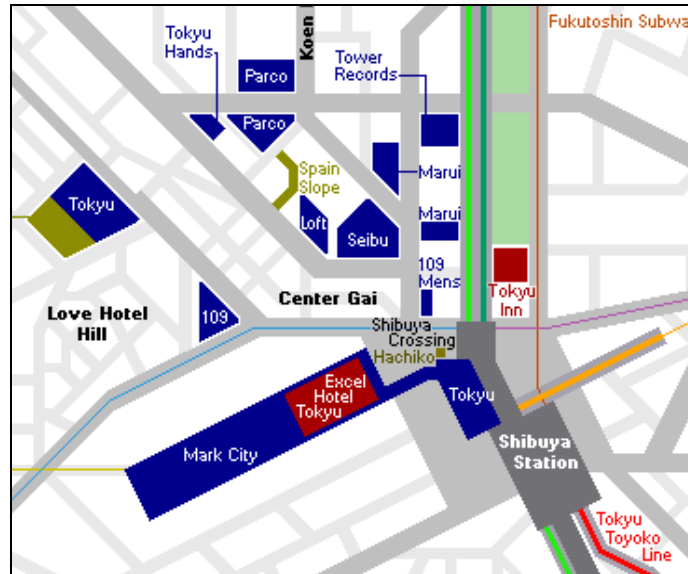 Fukutoshin Subwa
Koen
Tokyu
Hands
Tower
Records
Parco
Parco
Spain
Slope
Marui
Tokyu
Loft
Seibu
Marui
109
Mens
Tokyu
Inn
Center Gai
Love Hotel
Hill
109
Shibuya
Crossing
Hachiko
Excel
Hotel
Tokyu
Tokyu
Mark City
Shibuya
Station
Tokyu
Toyoko
Line